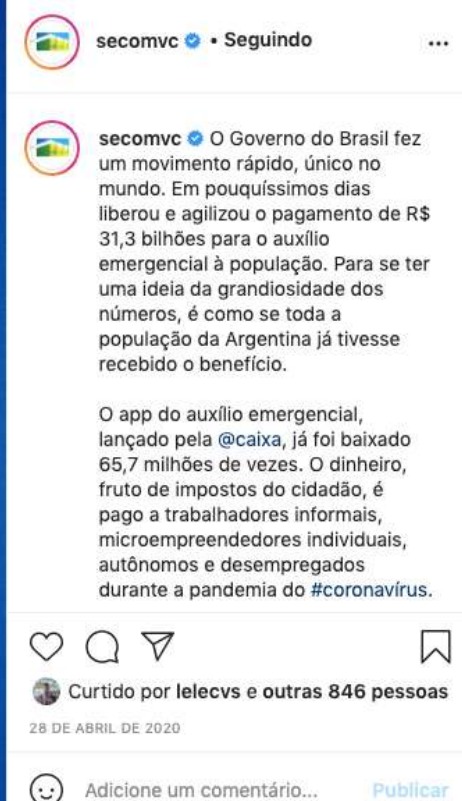 secomvc • Seguindo
secomvc O Governo do Brasil fez
um movimento rápido, único no
mundo. Em pouquíssimos dias
liberou e agilizou o pagamento de R$
31,3 bilhões para o auxílio
emergencial à população. Para se ter
uma ideia da grandiosidade dos
números, é como se toda a
população da Argentina já tivesse
recebido o benefício.
O app do auxílio emergencial,
lançado pela @caixa, já foi baixado
65,7 milhões de vezes. O dinheiro,
fruto de impostos do cidadão, é
pago a trabalhadores informais,
microempreendedores individuais,
autônomos e desempregados
durante a pandemia do #coronavírus.
Curtido por lelecvs e outras 846 pessoas
28 DE ABRIL DE 2020
Adicione um comentário... Publicar